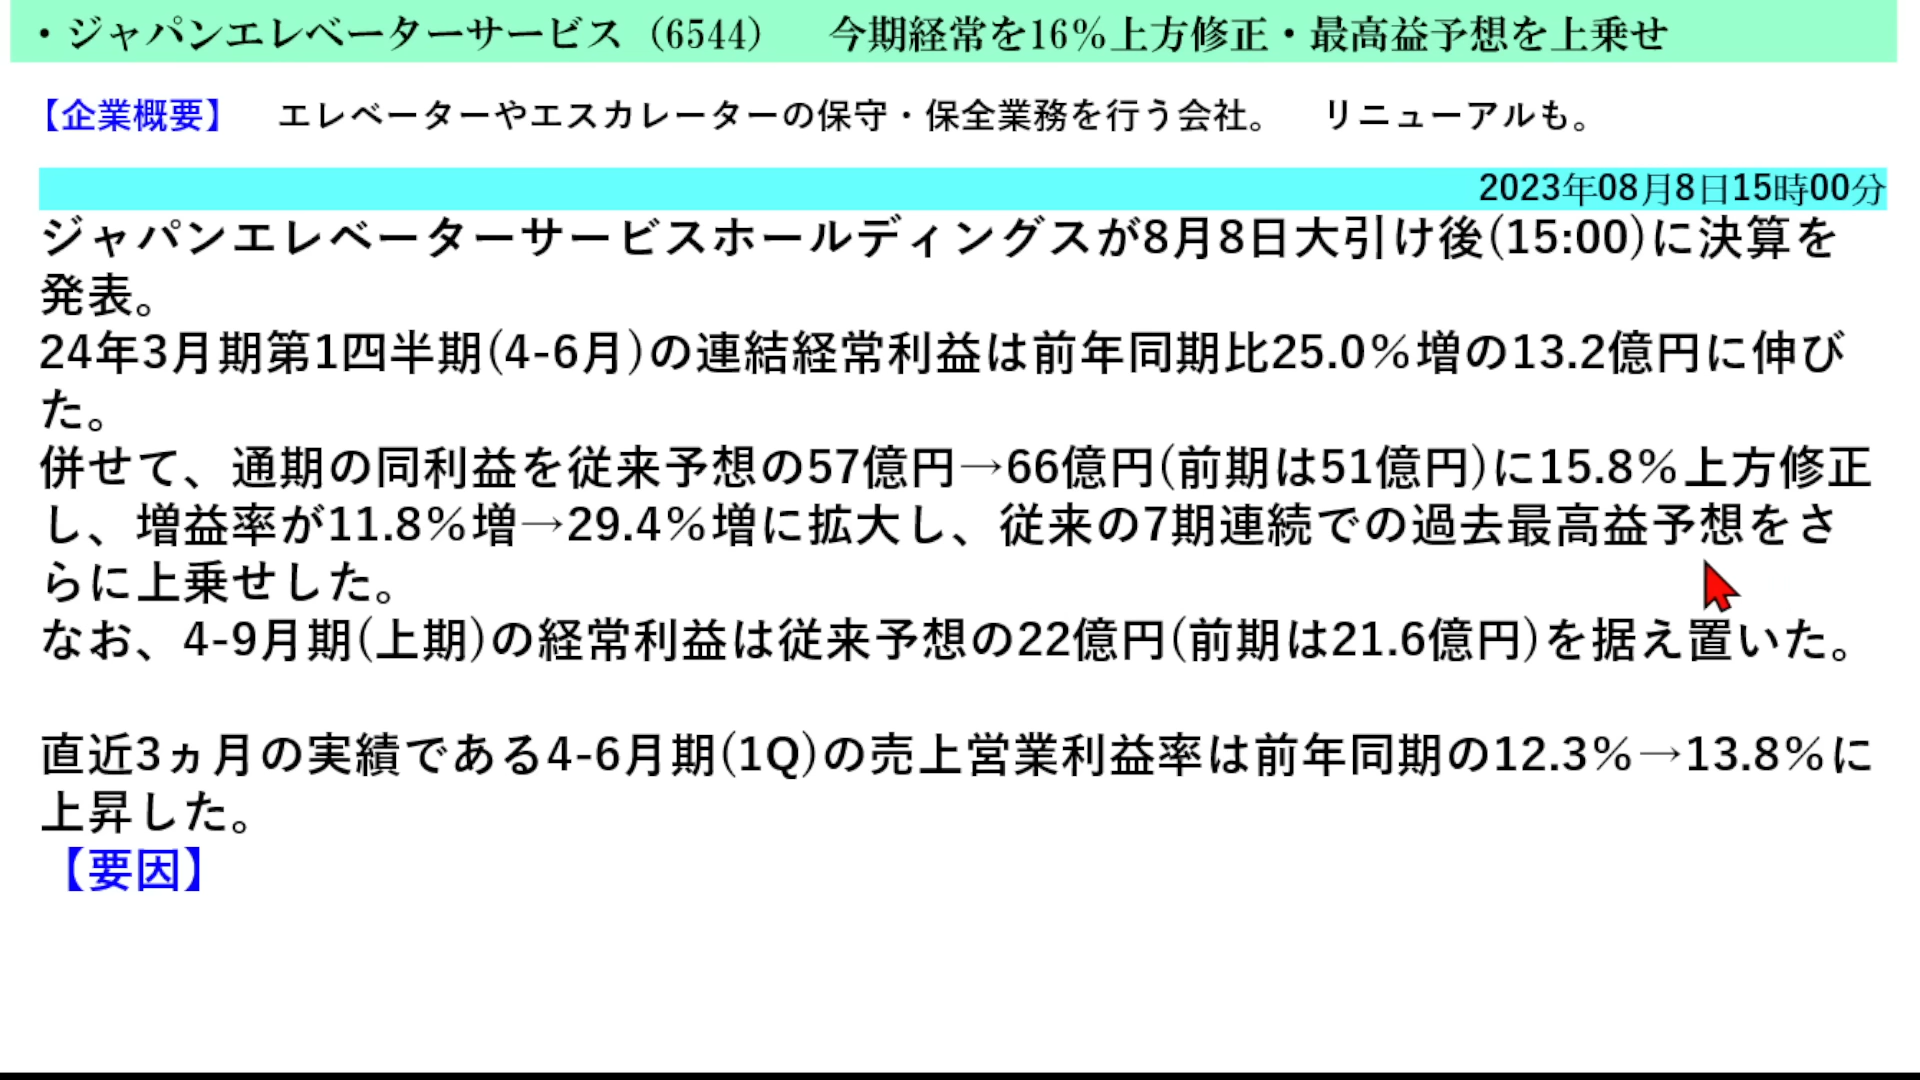 ・ジャパンエレベーターサービス（6544）　今期経常を16％上方修正・最高益予想を上乗せ
【企業概要】　エレベーターやエスカレーターの保守・保全業務を行う会社。　リニューアルも。
2023年08月8日15時00分
ジャパンエレベーターサービスホールディングスが8月8日大引け後(15:00)に決算を
発表。
24年3月期第1四半期(4-6月)の連結経常利益は前年同期比25.0％増の13.2億円に伸び
た。
併せて、通期の同利益を従来予想の57億円→66億円(前期は51億円)に15.8％上方修正
し、増益率が11.8％増→29.4％増に拡大し、従来の7期連続での過去最高益予想をさ
らに上乗せした。
なお、4-9月期(上期)の経常利益は従来予想の22億円(前期は21.6億円)を据え置いた。
直近3ヵ月の実績である4-6月期(1Q)の売上営業利益率は前年同期の12.3％→13.8％に
上昇した。
【要因】